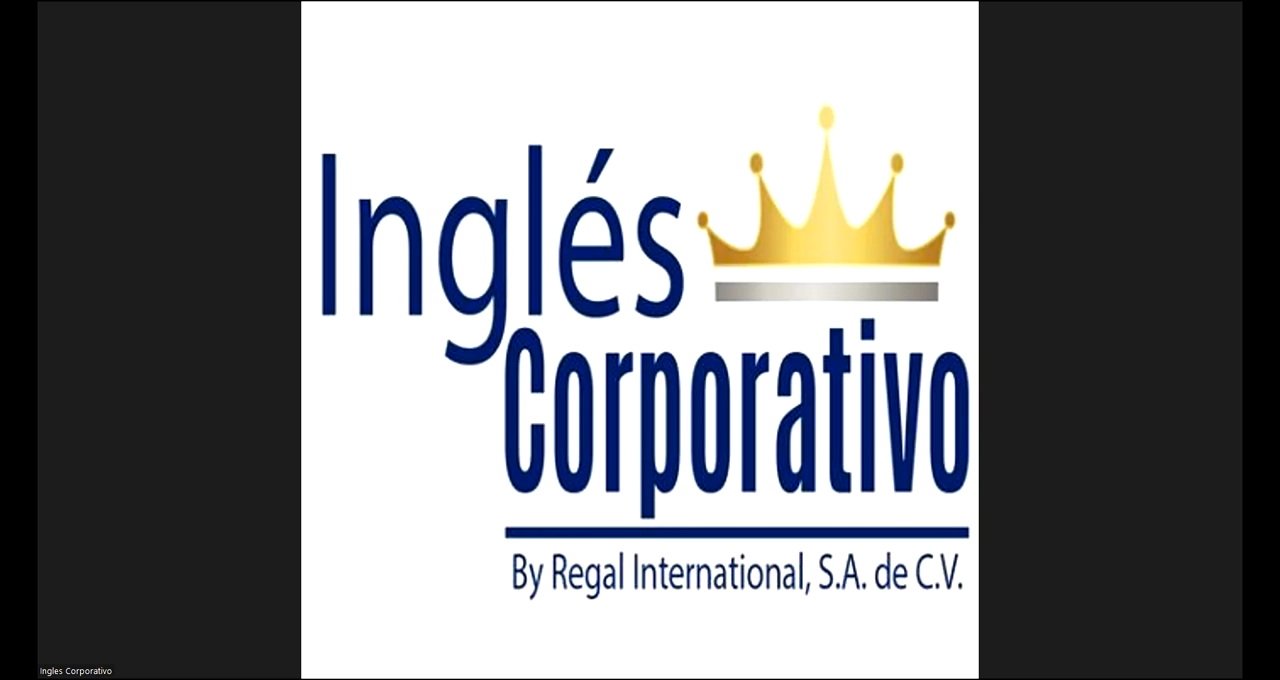 Inglés
Corporativo
By Regal International, S.A. de C.V.
Ingles Corporativo